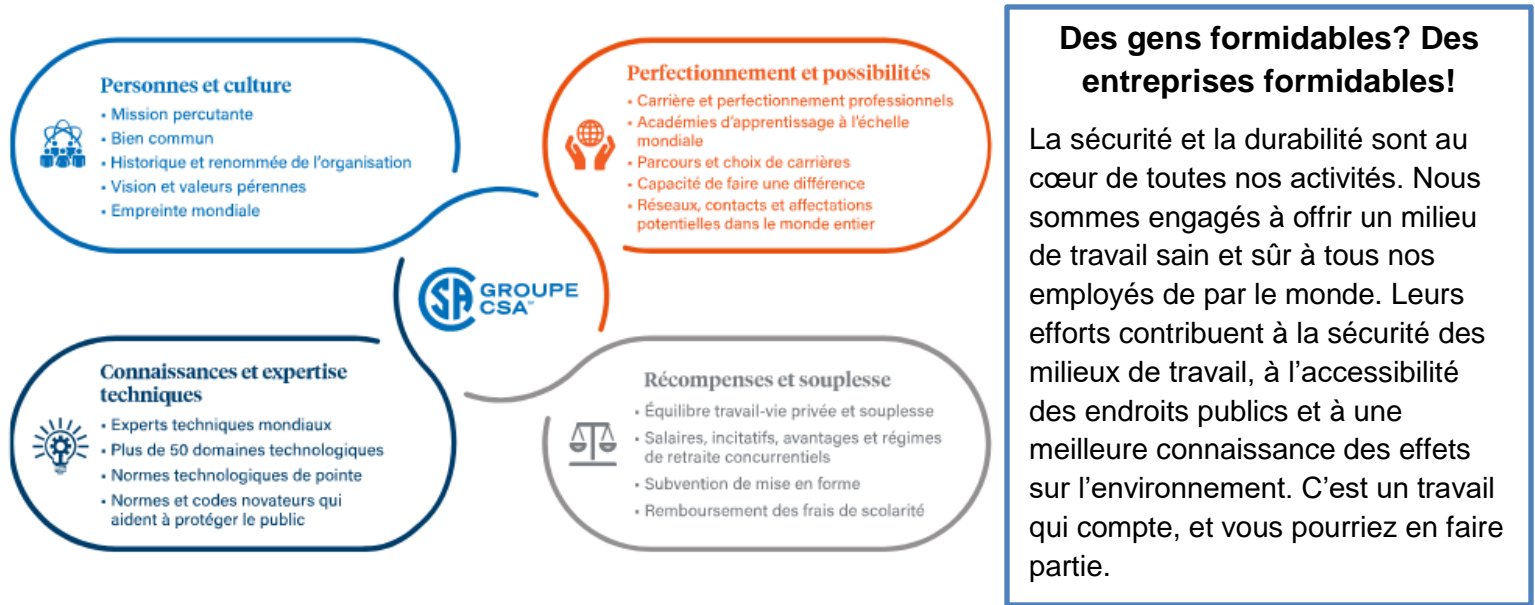 Personnes et culture
• Mission percutante
• Bien commun
• Historique et renommée de l'organisation
• Vision et valeurs pérennes
• Empreinte mondiale
Perfectionnement et possibilités
• Carrière et perfectionnement professionnels
• Académies d'apprentissage à l'échelle
mondiale
• Parcours et choix de carrières
• Capacité de faire une différence
• Réseaux, contacts et affectations
potentielles dans le monde entier
GROUPE
CSA™
Connaissances et expertise
techniques
• Experts techniques mondiaux
• Plus de 50 domaines technologiques
• Normes technologiques de pointe
• Normes et codes novateurs qui
aident à protéger le public
Récompenses et souplesse
• Équilibre travail-vie privée et souplesse
• Salaires, incitatifs, avantages et régimes
de retraite concurrentiels
• Subvention de mise en forme
• Remboursement des frais de scolarité
Des gens formidables? Des
entreprises formidables!
La sécurité et la durabilité sont au
cœur de toutes nos activités. Nous
sommes engagés à offrir un milieu
de travail sain et sûr à tous nos
employés de par le monde. Leurs
efforts contribuent à la sécurité des
milieux de travail, à l'accessibilité
des endroits publics et à une
meilleure connaissance des effets
sur l'environnement. C'est un travail
qui compte, et vous pourriez en faire
partie.